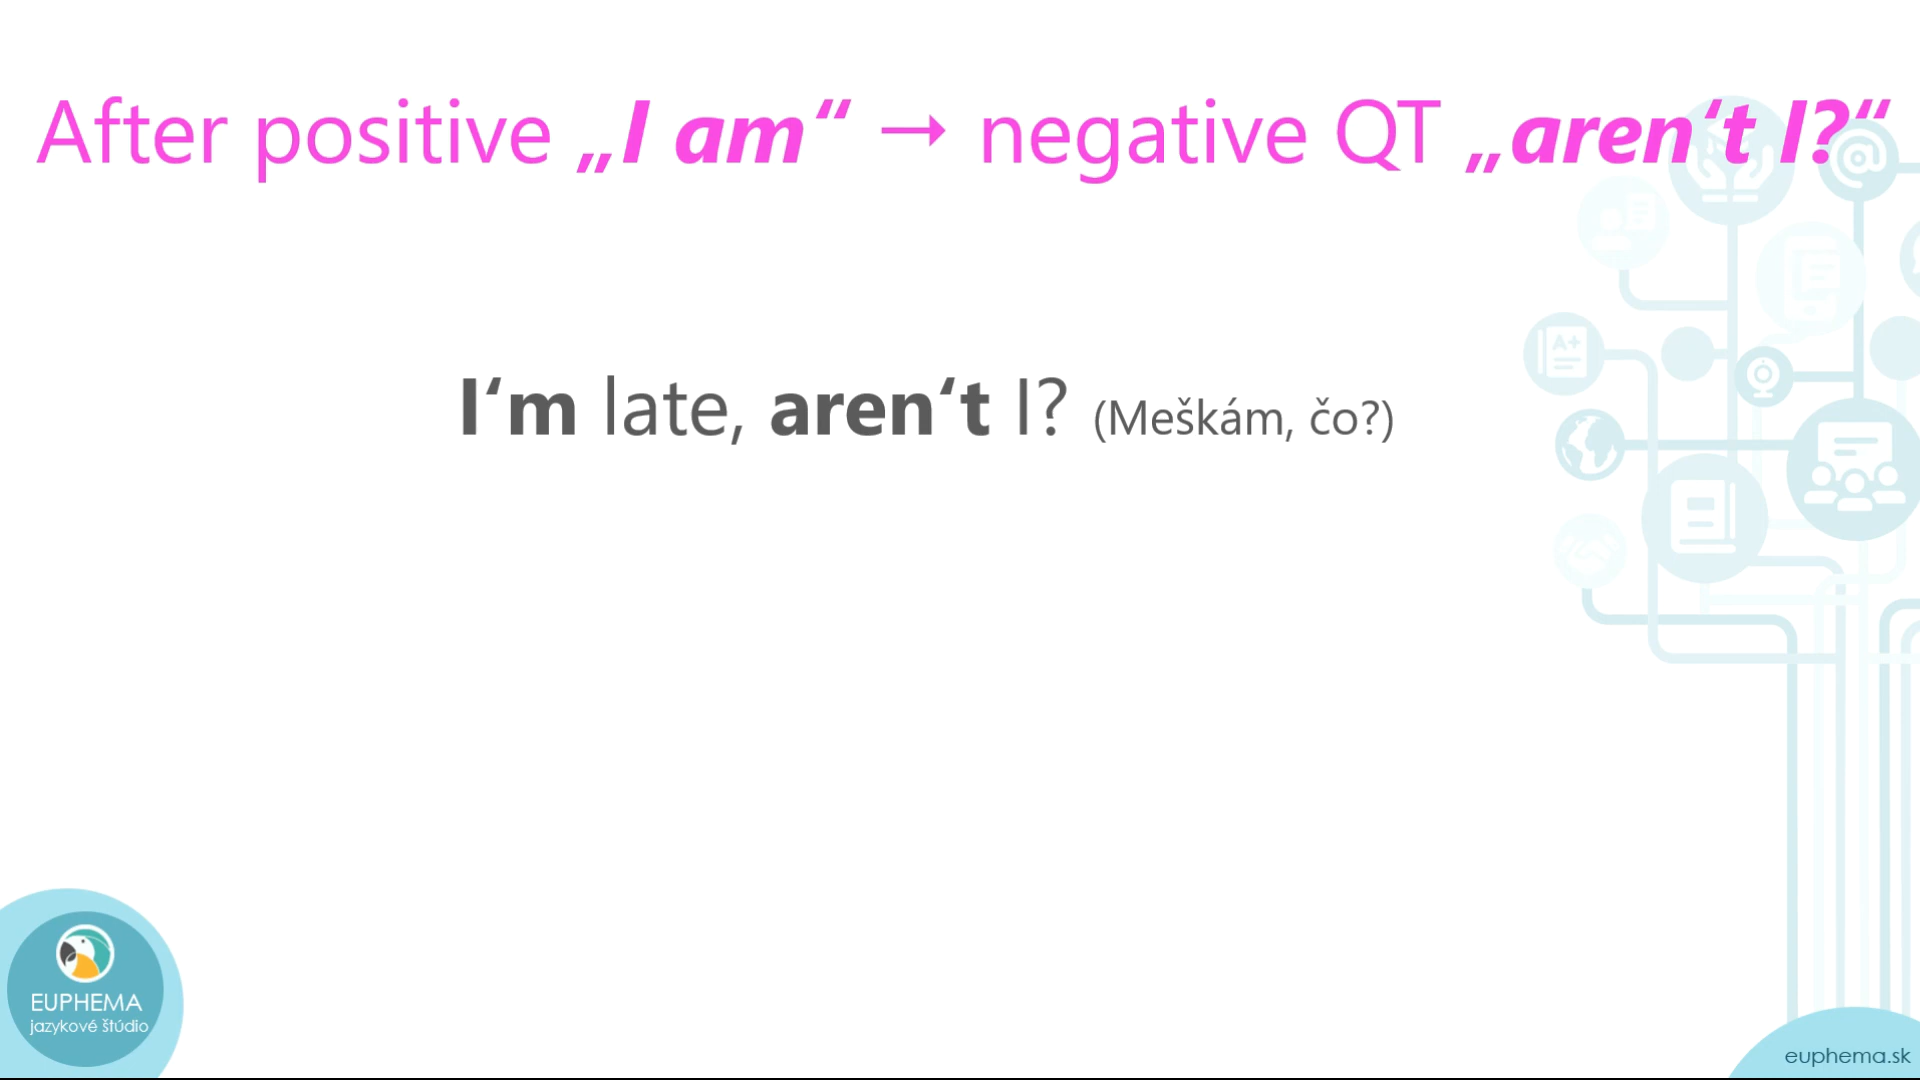 After positive „I am“ → negative QT „aren‘t I?“
I‘m late, aren‘t I? (Meškám, čo?)
A+
EUPHEMA
jazykové štúdio
euphema.sk